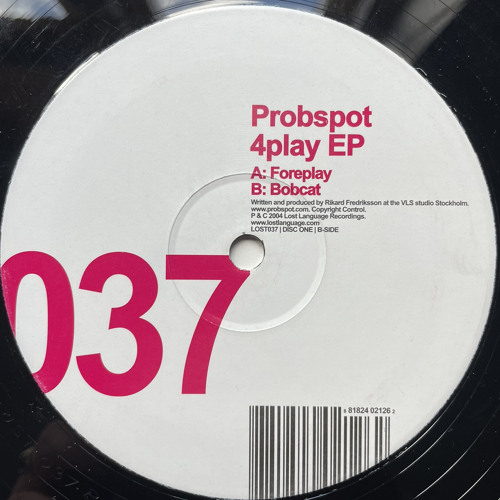 Probspot
4play EP
A: Foreplay
B: Bobcat
Written and produced by Rikard Fredriksson at the VLS studio Stockholm.
www.probspot.com. Copyright Control.
P & C 2004 Lost Language Recordings.
www.lostlanguage.com
LOST037 | DISC ONE | B-SIDE
037
5 81824 02126 2